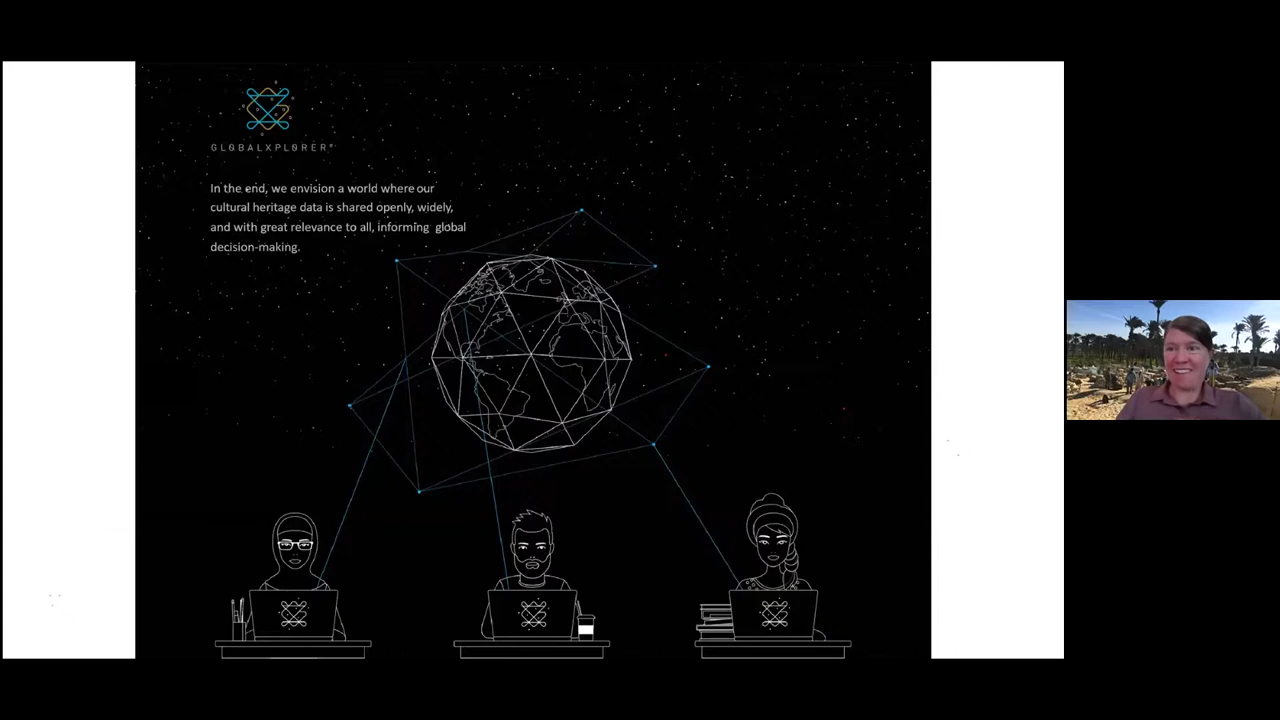 GLOBALXPLORER°
In the end, we envision a world where our
cultural heritage data is shared openly, widely,
and with great relevance to all, informing global
decision-making.